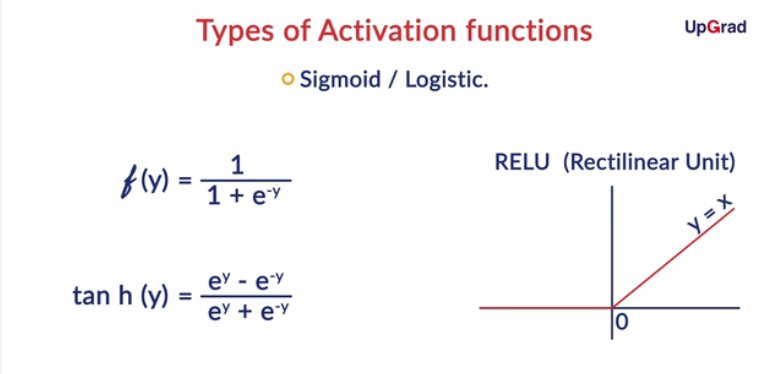 Types of Activation functions
UpGrad
Sigmoid / Logistic.
f(y) = 1 / (1 + e^-y)
tan h (y) = (e^y - e^-y) / (e^y + e^-y)
RELU (Rectilinear Unit)
y = x
0